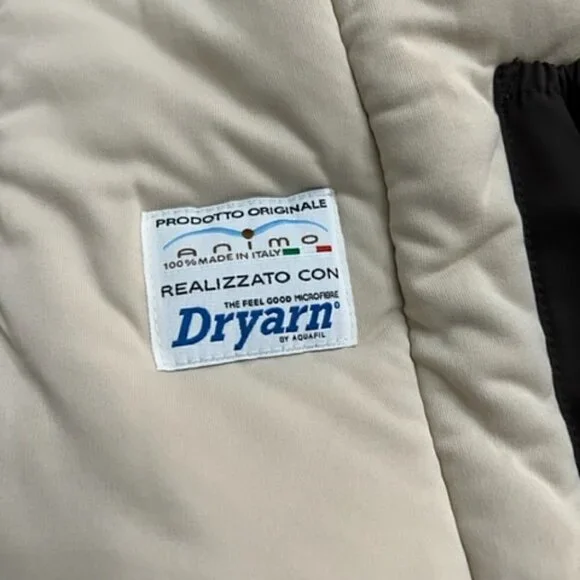 PRODOTTO ORIGINALE
Animo
100% MADE IN ITALY
REALIZZATO CON
THE FEEL GOOD MICROFIBRE
Dryarn®
BY AQUAFIL